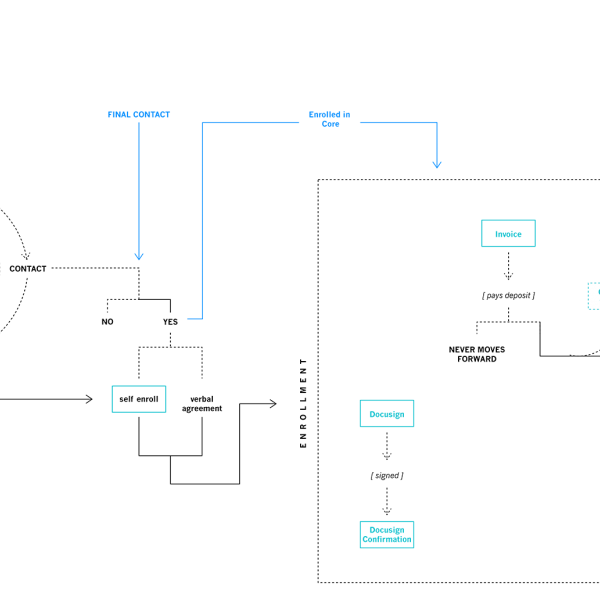 FINAL CONTACT
Enrolled in
Core
CONTACT
NO
YES
self enroll
verbal
agreement
ENROLLMENT
Invoice
[ pays deposit ]
NEVER MOVES
FORWARD
Docusign
[ signed ]
Docusign
Confirmation